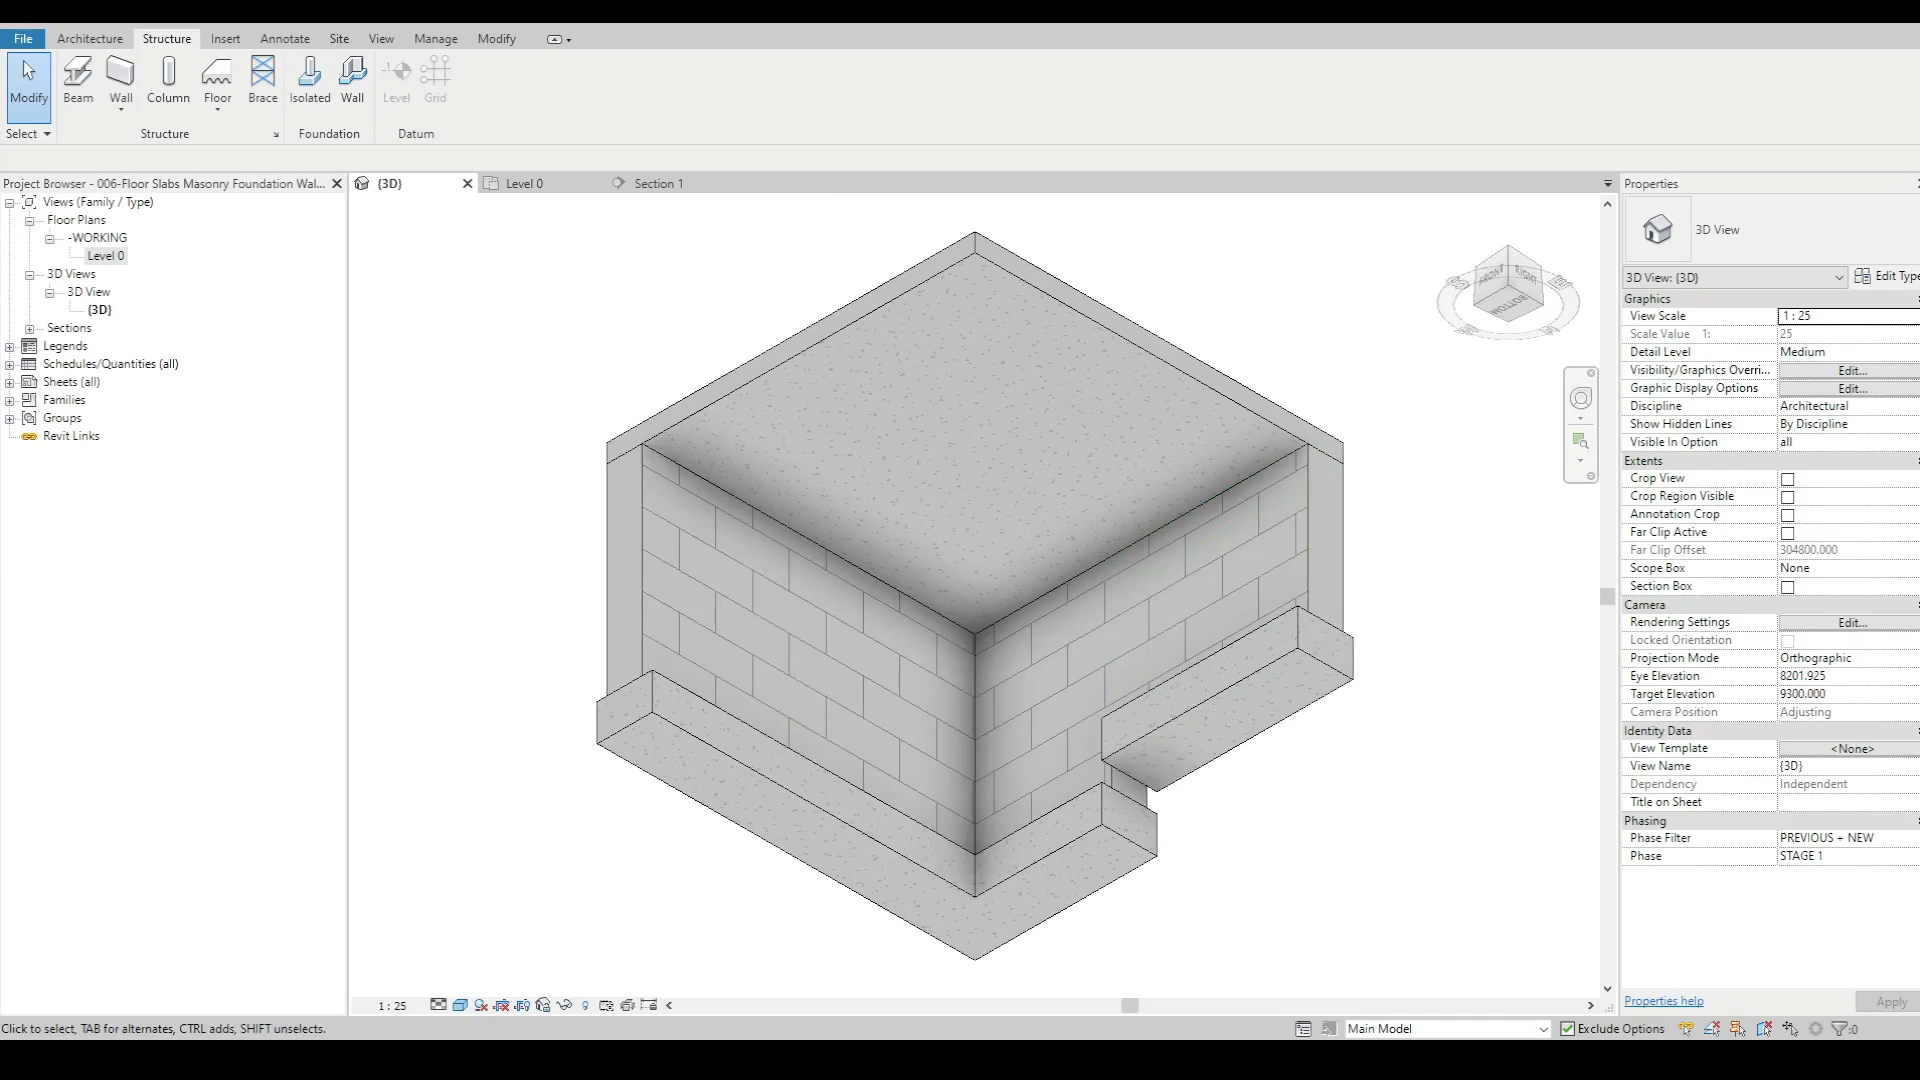 File Architecture Structure Insert Annotate Site View Manage Modify
Modify Beam Wall Column Floor Brace Isolated Wall Level Grid
Select Structure Foundation Datum
Project Browser - 006-Floor Slabs Masonry Foundation Wal...
Views (Family / Type)
Floor Plans
-WORKING
Level 0
3D Views
3D View
{3D}
Sections
Legends
Schedules/Quantities (all)
Sheets (all)
Families
Groups
Revit Links
{3D} Level 0 Section 1
FRONT RIGHT
BOTTOM
Properties
3D View
3D View: {3D} Edit Type
Graphics
View Scale 1 : 25
Scale Value 1: 25
Detail Level Medium
Visibility/Graphics Overri... Edit...
Graphic Display Options Edit...
Discipline Architectural
Show Hidden Lines By Discipline
Visible In Option all
Extents
Crop View
Crop Region Visible
Annotation Crop
Far Clip Active
Far Clip Offset 304800.000
Scope Box None
Section Box
Camera
Rendering Settings Edit...
Locked Orientation
Projection Mode Orthographic
Eye Elevation 8201.925
Target Elevation 9300.000
Camera Position Adjusting
Identity Data
View Template <None>
View Name {3D}
Dependency Independent
Title on Sheet
Phasing
Phase Filter PREVIOUS + NEW
Phase STAGE 1
Properties help Apply
1 : 25
Click to select, TAB for alternates, CTRL adds, SHIFT unselects.
Main Model Exclude Options :0